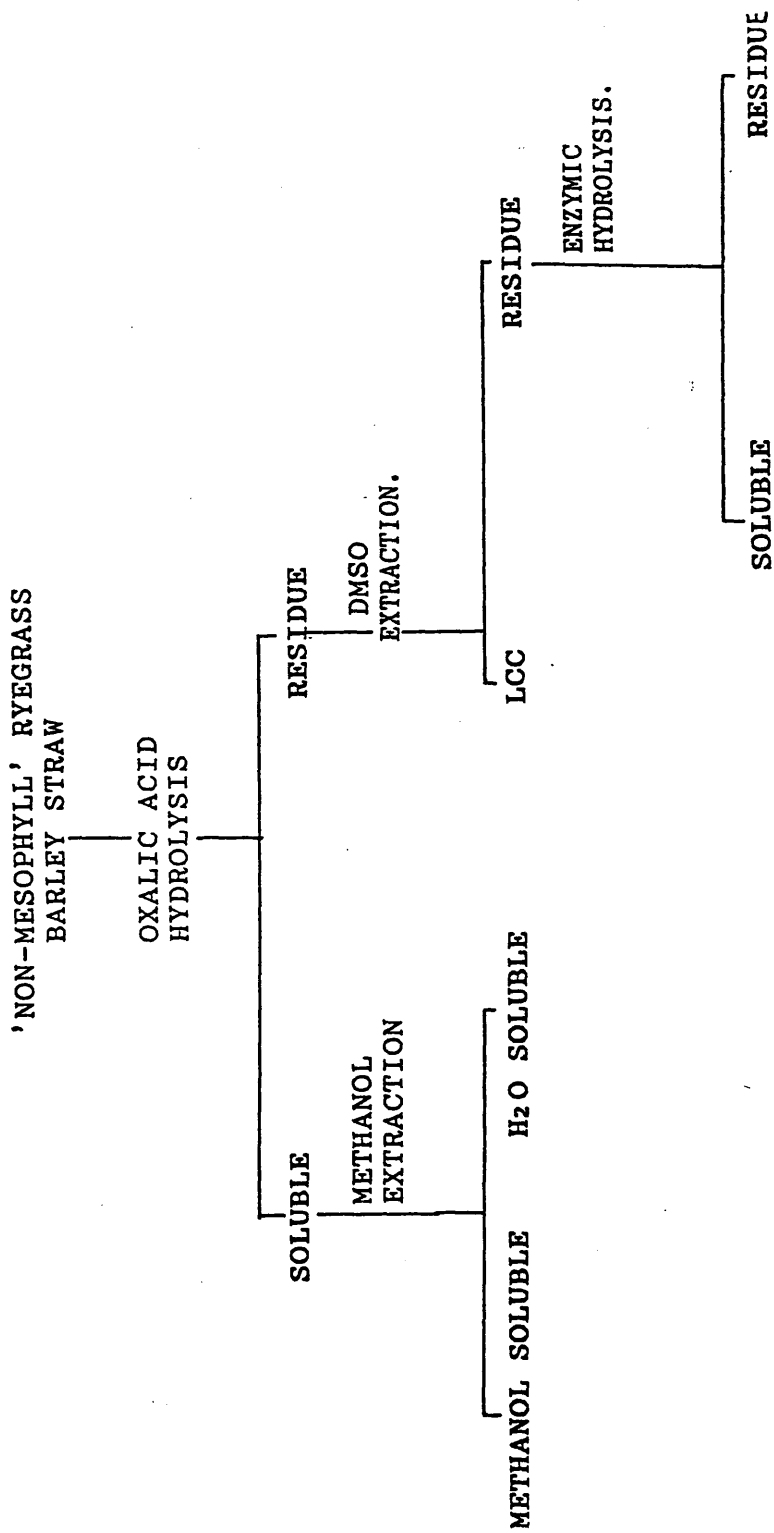 'NON-MESOPHYLL' RYEGRASS
BARLEY STRAW
OXALIC ACID
HYDROLYSIS
SOLUBLE
RESIDUE
METHANOL
EXTRACTION
DMSO
EXTRACTION.
METHANOL SOLUBLE
H₂O SOLUBLE
LCC
RESIDUE
ENZYMIC
HYDROLYSIS.
SOLUBLE
RESIDUE